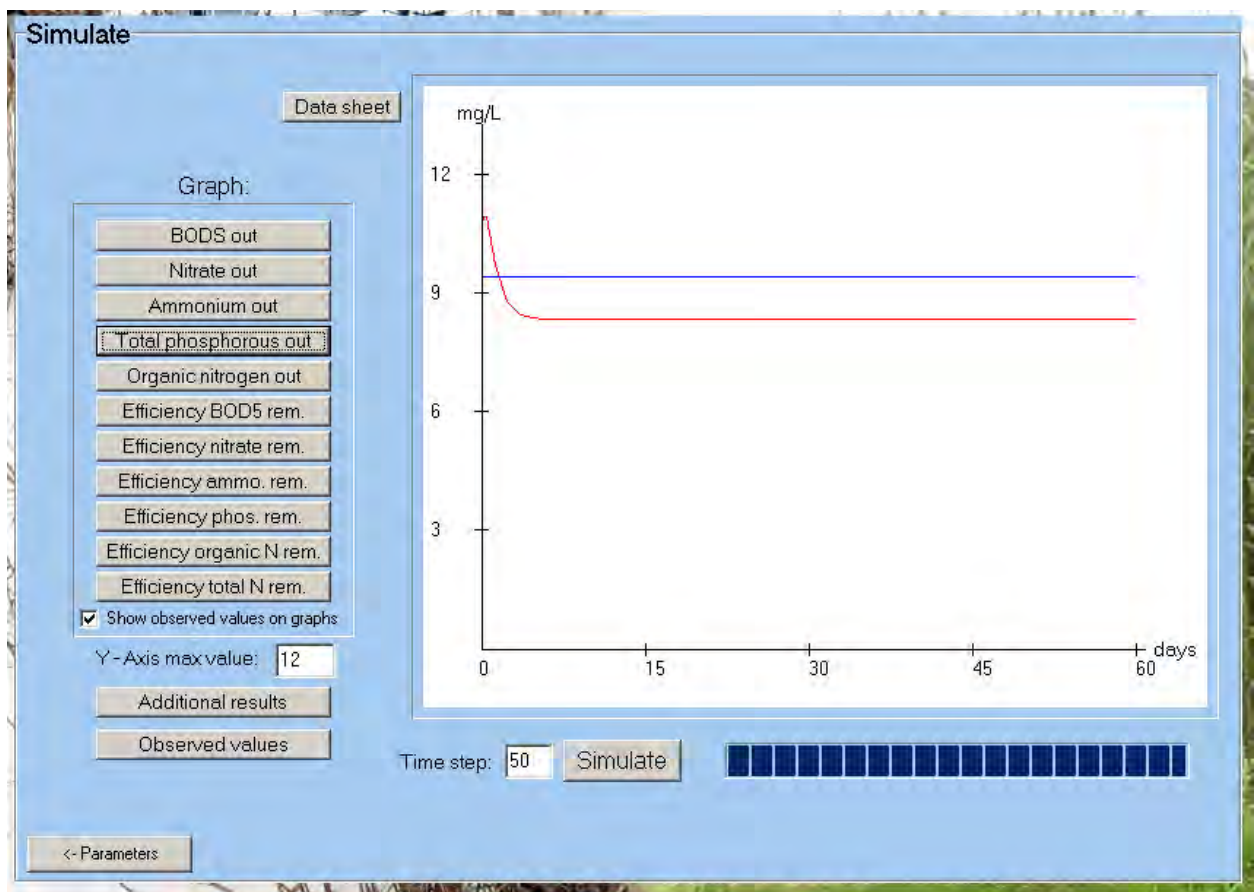 Simulate
Data sheet
Graph:
BODS out
Nitrate out
Ammonium out
Total phosphorous out
Organic nitrogen out
Efficiency BOD5 rem.
Efficiency nitrate rem.
Efficiency ammo. rem.
Efficiency phos. rem.
Efficiency organic N rem.
Efficiency total N rem.
Show observed values on graphs
Y-Axis max value: 12
Additional results
Observed values
mg/L
12
9
6
3
0 15 30 45 60 days
Time step: 50 Simulate
<- Parameters